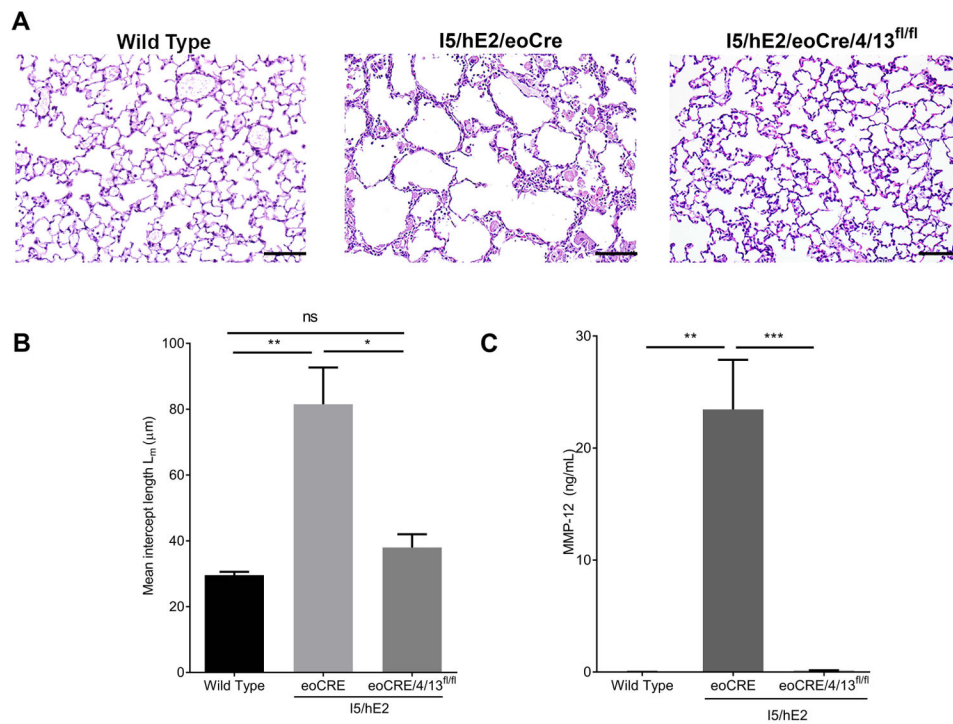 A
Wild Type
I5/hE2/eoCre
I5/hE2/eoCre/4/13fl/fl
B
Mean intercept length Lm (μm)
100
80
60
40
20
0
ns
**
*
Wild Type
eoCRE
eoCRE/4/13fl/fl
I5/hE2
C
MMP-12 (ng/mL)
30
20
10
0
**
***
Wild Type
eoCRE
eoCRE/4/13fl/fl
I5/hE2